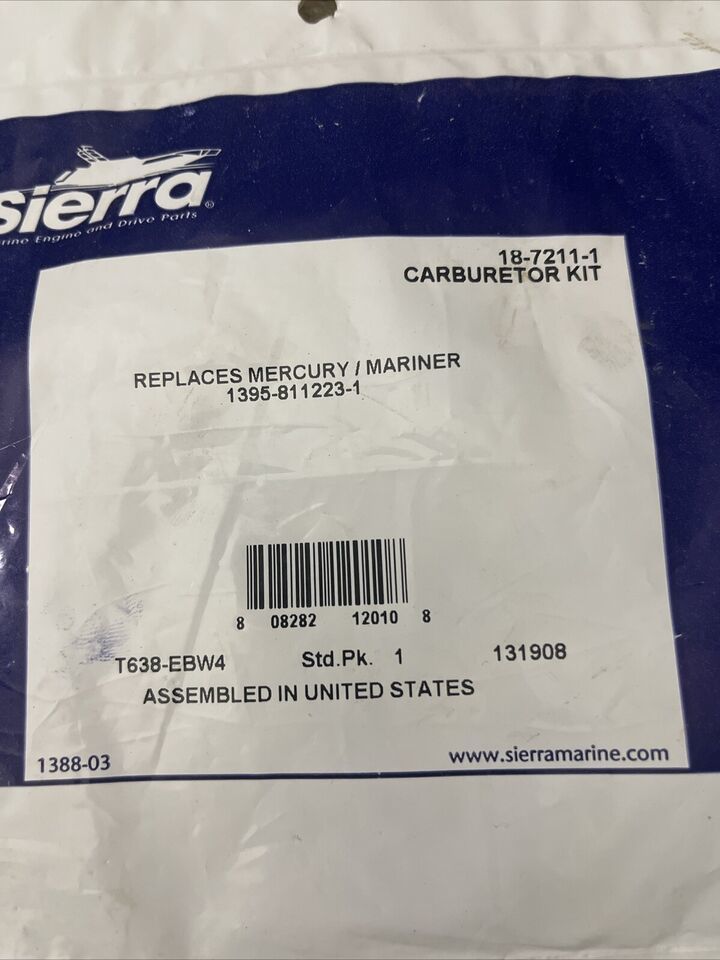 Sierra®
rine Engine and Drive Parts
18-7211-1
CARBURETOR KIT
REPLACES MERCURY / MARINER
1395-811223-1
8 08282 12010 8
T638-EBW4 Std.Pk. 1 131908
ASSEMBLED IN UNITED STATES
1388-03 www.sierramarine.com